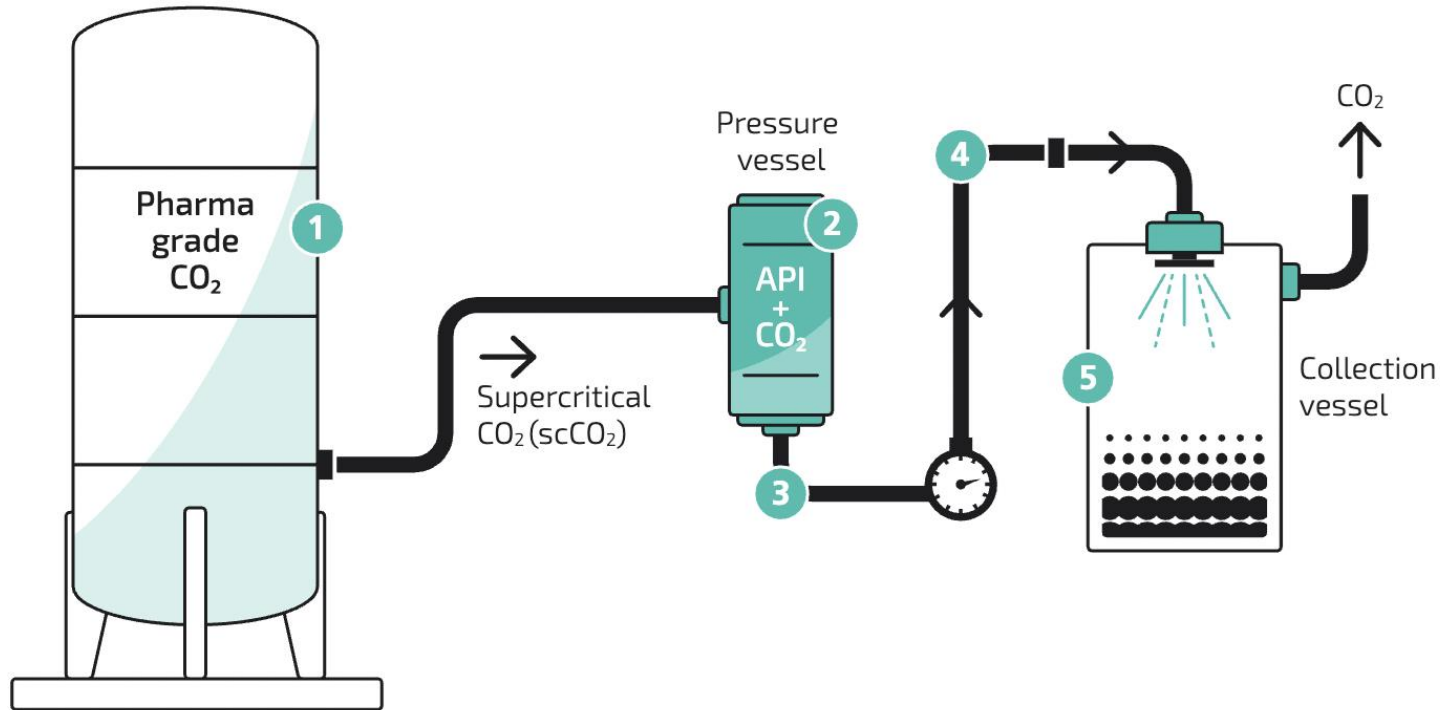 Pharma
grade
CO₂
1
Supercritical
CO₂ (scCO₂)
Pressure
vessel
2
API
+
CO₂
3
4
5
CO₂
Collection
vessel